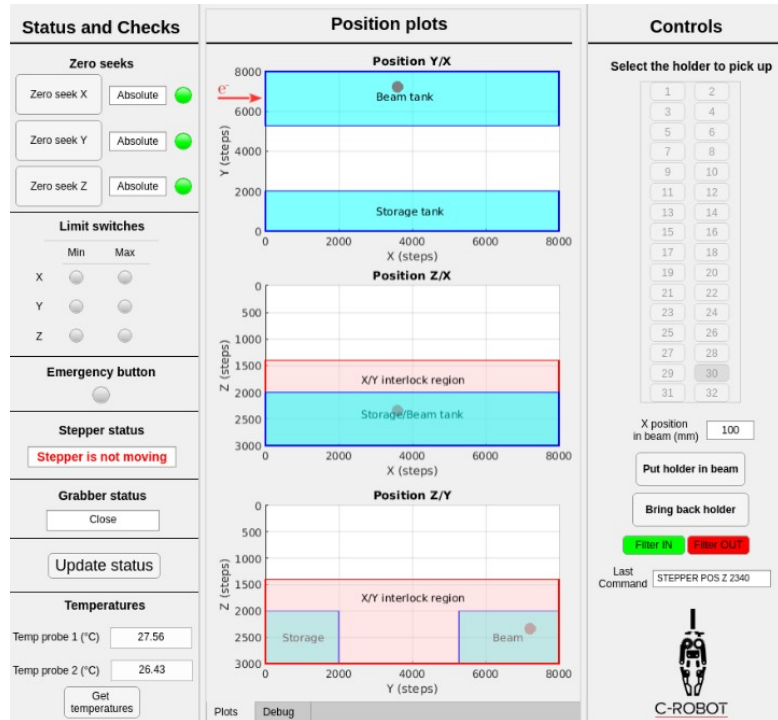 Status and Checks
Zero seeks
Zero seek X Absolute
Zero seek Y Absolute
Zero seek Z Absolute
Limit switches
Min Max
X
Y
Z
Emergency button
Stepper status
Stepper is not moving
Grabber status
Close
Update status
Temperatures
Temp probe 1 (°C) 27.56
Temp probe 2 (°C) 26.43
Get
temperatures
Position plots
Position Y/X
e-
8000
6000
4000
2000
0
Y (steps)
Beam tank
Storage tank
0 2000 4000 6000 8000
X (steps)
Position Z/X
0
500
1000
1500
2000
2500
3000
Z (steps)
X/Y interlock region
Storage/Beam tank
0 2000 4000 6000 8000
X (steps)
Position Z/Y
0
500
1000
1500
2000
2500
3000
Z (steps)
X/Y interlock region
Storage Beam
0 2000 4000 6000 8000
Y (steps)
Plots Debug
Controls
Select the holder to pick up
1 2
3 4
5 6
7 8
9 10
11 12
13 14
15 16
17 18
19 20
21 22
23 24
25 26
27 28
29 30
31 32
X position
in beam (mm) 100
Put holder in beam
Bring back holder
Filter IN Filter OUT
Last
Command STEPPER POS Z 2340
C-ROBOT